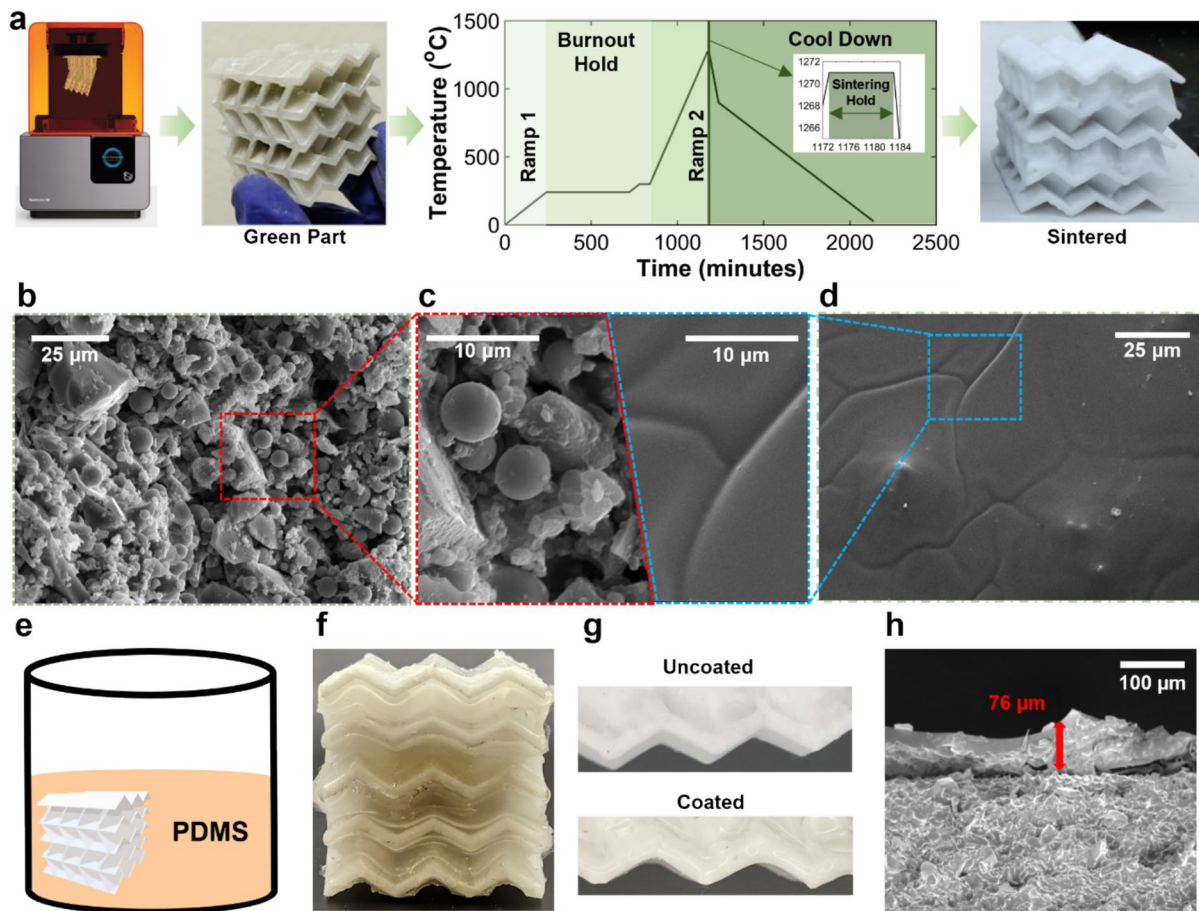 a
1500
1000
500
0
Temperature (°C)
Ramp 1
Burnout
Hold
Ramp 2
Cool Down
1272
1270
1268
1266
Sintering
Hold
1172 1176 1180 1184
0 500 1000 1500 2000 2500
Time (minutes)
Green Part
Sintered
b
25 µm
c
10 µm
10 µm
d
25 µm
e
PDMS
f
g
Uncoated
Coated
h
76 µm
100 µm